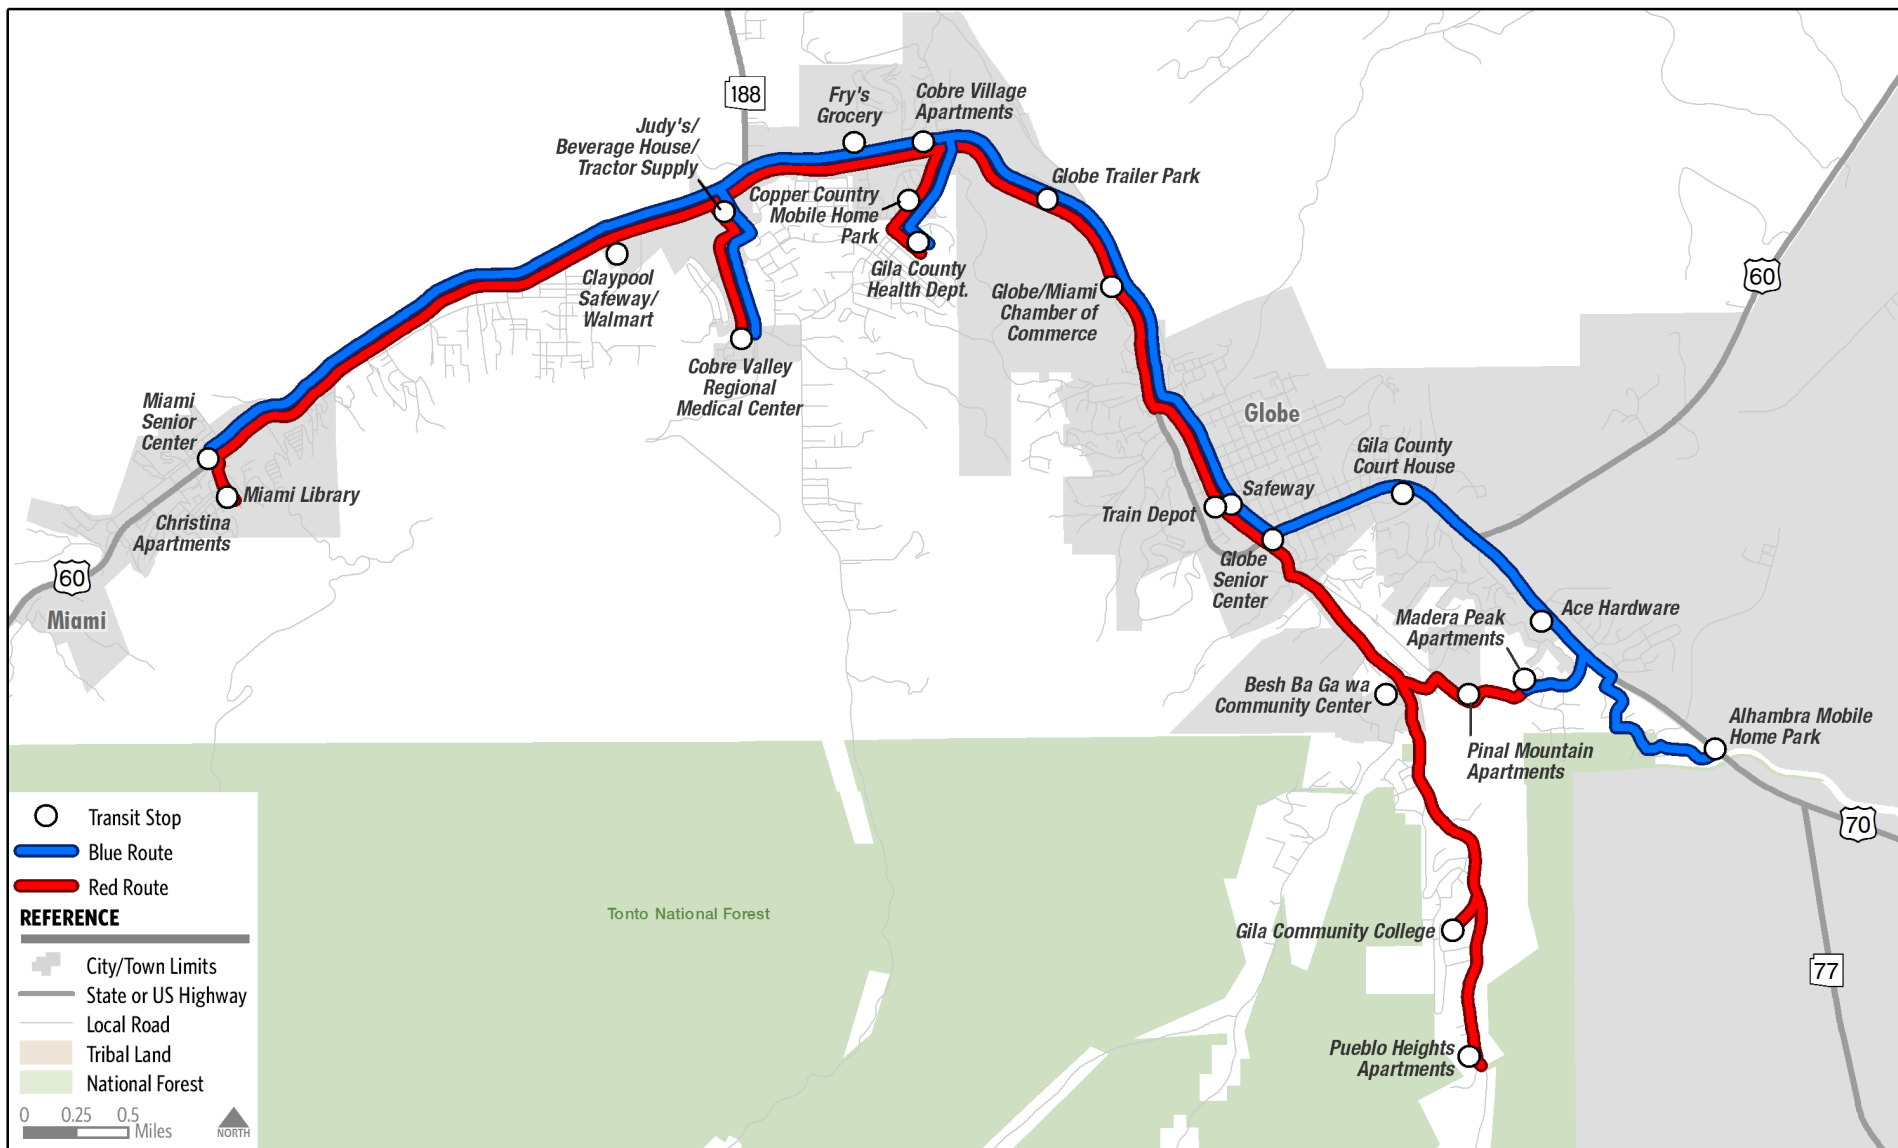 188
Fry's
Grocery
Cobre Village
Apartments
Judy's/
Beverage House/
Tractor Supply
Copper Country
Mobile Home
Park
Globe Trailer Park
Gila County
Health Dept.
Globe/Miami
Chamber of
Commerce
60
Claypool
Safeway/
Walmart
Cobre Valley
Regional
Medical Center
Miami
Senior
Center
Miami Library
Christina
Apartments
60
Miami
Globe
Gila County
Court House
Safeway
Train Depot
Globe
Senior
Center
Ace Hardware
Madera Peak
Apartments
Besh Ba Ga wa
Community Center
Pinal Mountain
Apartments
Alhambra Mobile
Home Park
70
77
Gila Community College
Pueblo Heights
Apartments
Tonto National Forest
Transit Stop
Blue Route
Red Route
REFERENCE
City/Town Limits
State or US Highway
Local Road
Tribal Land
National Forest
0 0.25 0.5
Miles
NORTH